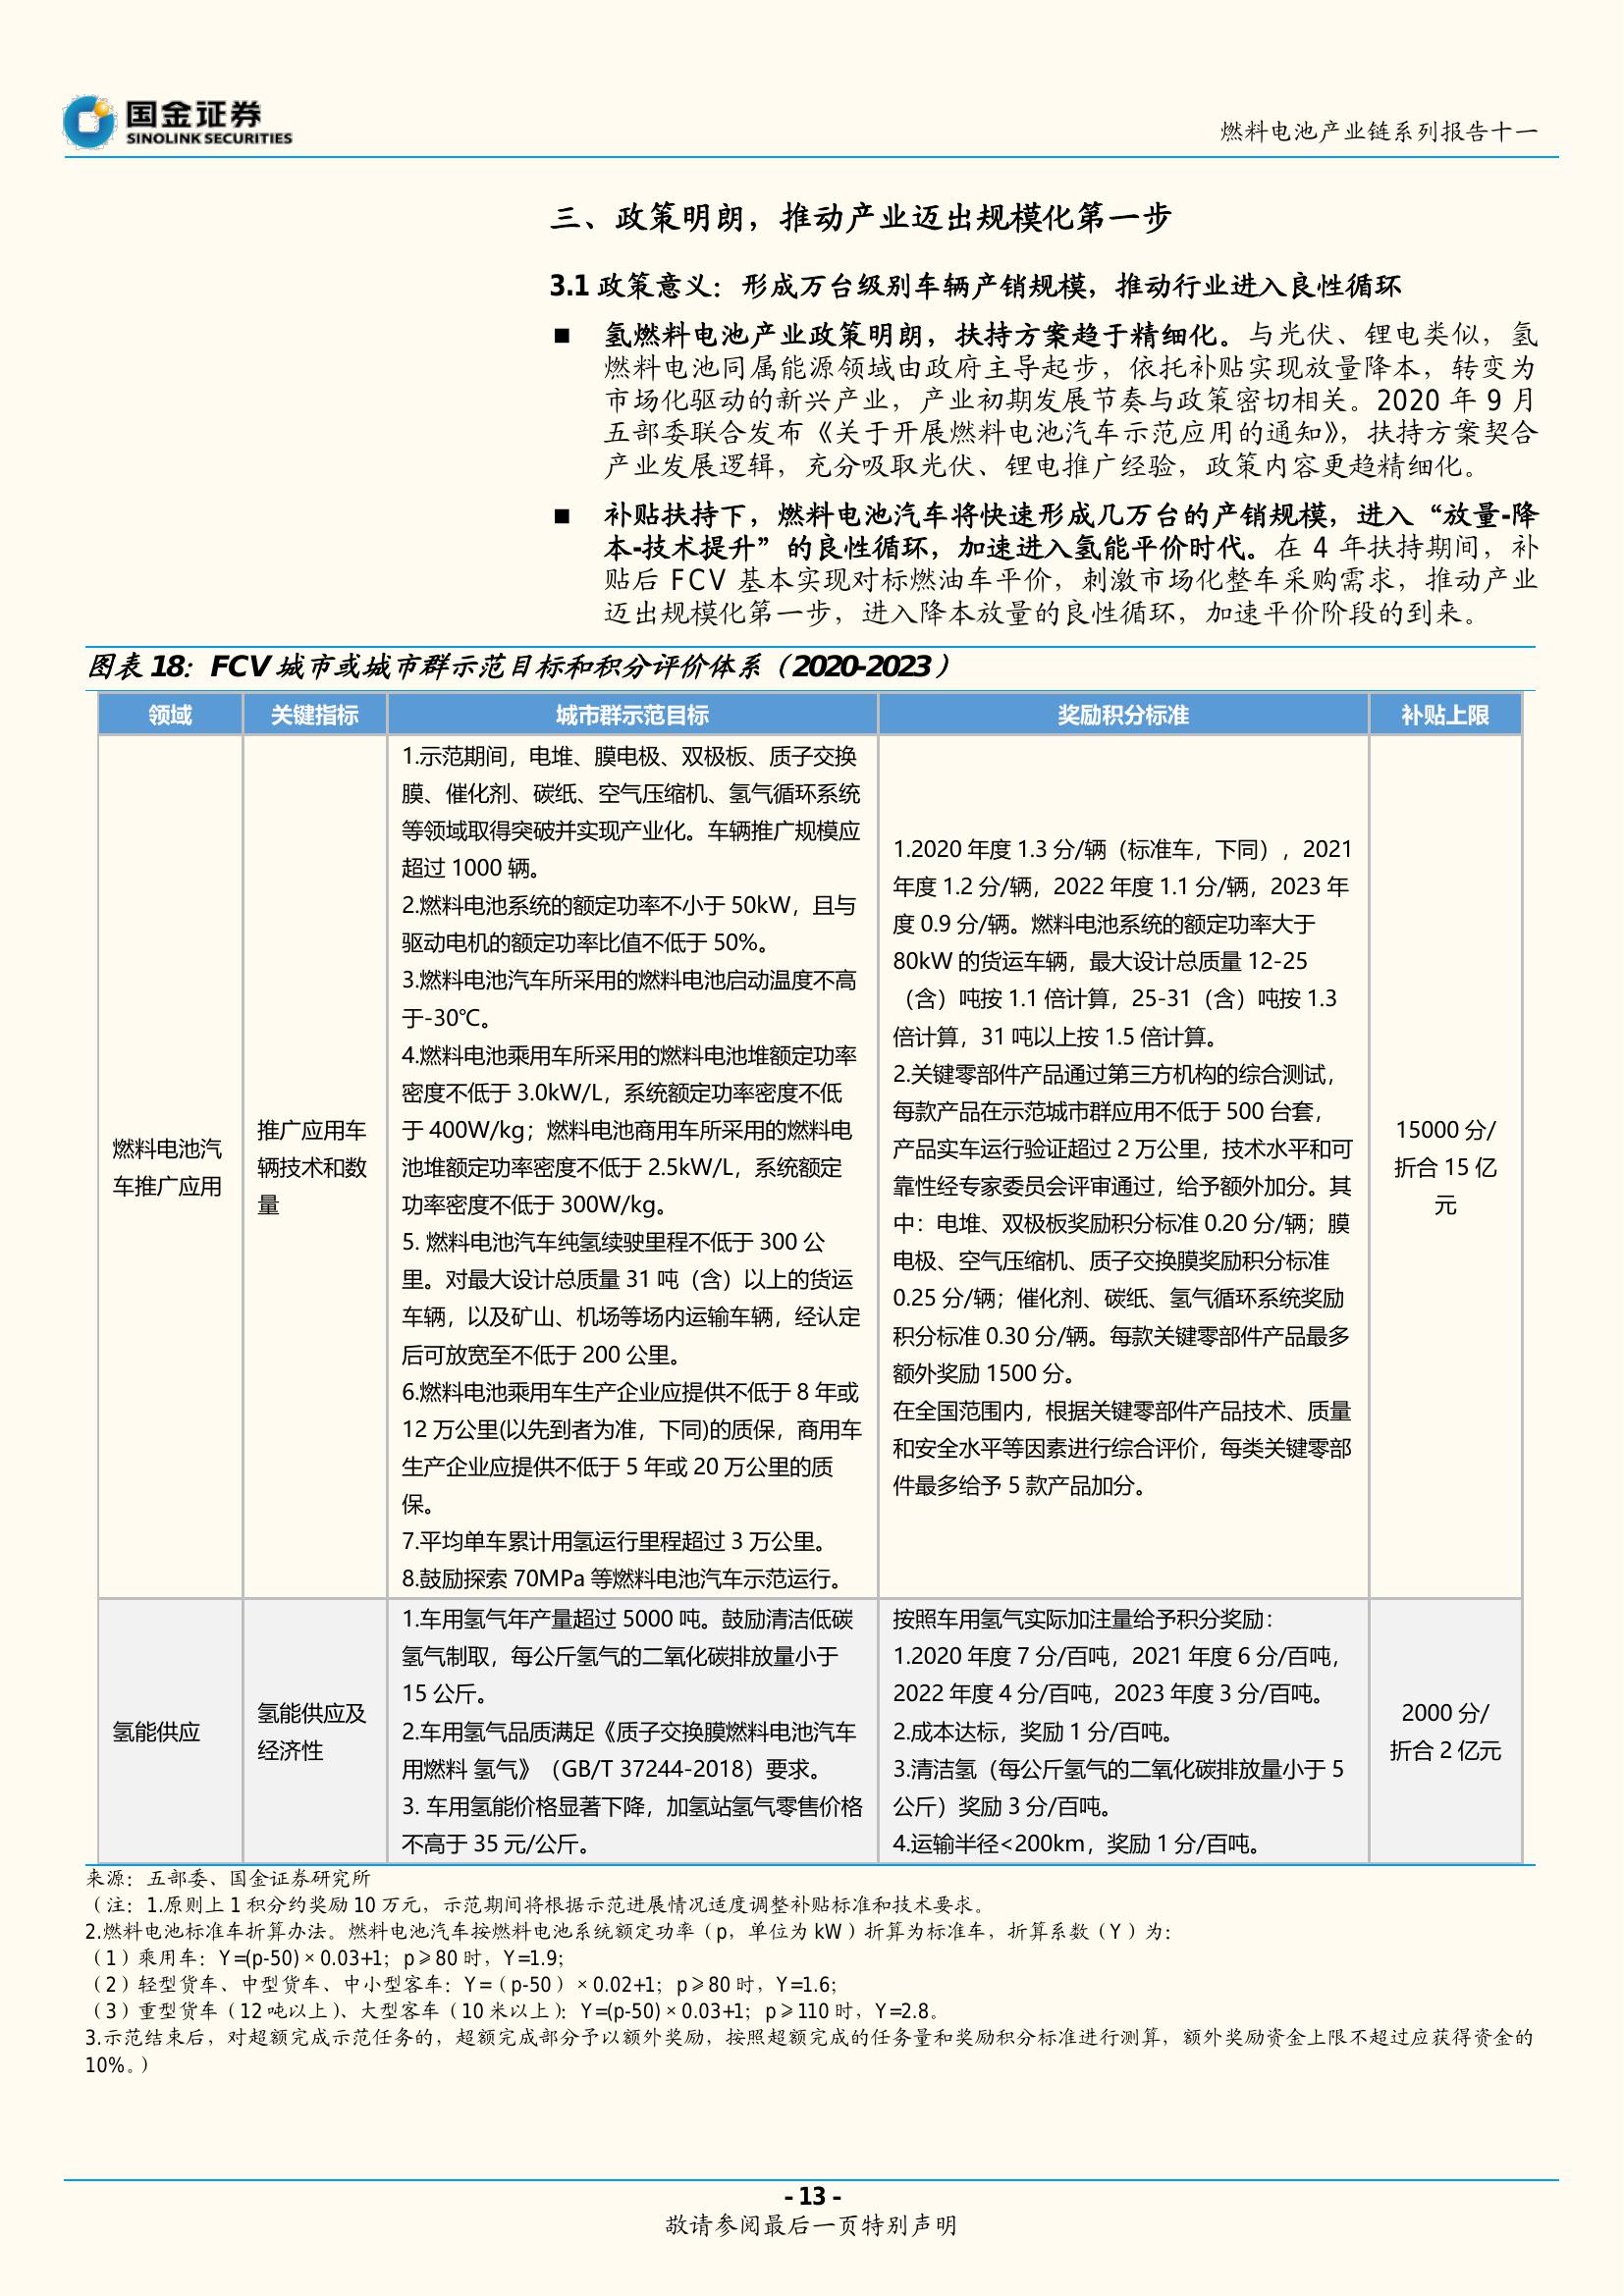 国金证券
SINOLINK SECURITIES
燃料电池产业链系列报告十一
三、政策明朗，推动产业迈出规模化第一步
3.1 政策意义：形成万台级别车辆产销规模，推动行业进入良性循环
■ 氢燃料电池产业政策明朗，扶持方案趋于精细化。与光伏、锂电类似，氢
燃料电池同属能源领域由政府主导起步，依托补贴实现放量降本，转变为
市场化驱动的新兴产业，产业初期发展节奏与政策密切相关。2020 年 9 月
五部委联合发布《关于开展燃料电池汽车示范应用的通知》，扶持方案契合
产业发展逻辑，充分吸取光伏、锂电推广经验，政策内容更趋精细化。
■ 补贴扶持下，燃料电池汽车将快速形成几万台的产销规模，进入“放量-降
本-技术提升”的良性循环，加速进入氢能平价时代。在 4 年扶持期间，补
贴后 FCV 基本实现对标燃油车平价，刺激市场化整车采购需求，推动产业
迈出规模化第一步，进入降本放量的良性循环，加速平价阶段的到来。
图表 18：FCV 城市或城市群示范目标和积分评价体系（2020-2023）
领域 关键指标 城市群示范目标 奖励积分标准 补贴上限
燃料电池汽
车推广应用
推广应用车
辆技术和数
量
1.示范期间，电堆、膜电极、双极板、质子交换
膜、催化剂、碳纸、空气压缩机、氢气循环系统
等领域取得突破并实现产业化。车辆推广规模应
超过 1000 辆。
2.燃料电池系统的额定功率不小于 50kW，且与
驱动电机的额定功率比值不低于 50%。
3.燃料电池汽车所采用的燃料电池启动温度不高
于-30℃。
4.燃料电池乘用车所采用的燃料电池堆额定功率
密度不低于 3.0kW/L，系统额定功率密度不低
于 400W/kg；燃料电池商用车所采用的燃料电
池堆额定功率密度不低于 2.5kW/L，系统额定
功率密度不低于 300W/kg。
5. 燃料电池汽车纯氢续驶里程不低于 300 公
里。对最大设计总质量 31 吨（含）以上的货运
车辆，以及矿山、机场等场内运输车辆，经认定
后可放宽至不低于 200 公里。
6.燃料电池乘用车生产企业应提供不低于 8 年或
12 万公里(以先到者为准，下同)的质保，商用车
生产企业应提供不低于 5 年或 20 万公里的质
保。
7.平均单车累计用氢运行里程超过 3 万公里。
8.鼓励探索 70MPa 等燃料电池汽车示范运行。
1.2020 年度 1.3 分/辆（标准车，下同），2021
年度 1.2 分/辆，2022 年度 1.1 分/辆，2023 年
度 0.9 分/辆。燃料电池系统的额定功率大于
80kW 的货运车辆，最大设计总质量 12-25
（含）吨按 1.1 倍计算，25-31（含）吨按 1.3
倍计算，31 吨以上按 1.5 倍计算。
2.关键零部件产品通过第三方机构的综合测试，
每款产品在示范城市群应用不低于 500 台套，
产品实车运行验证超过 2 万公里，技术水平和可
靠性经专家委员会评审通过，给予额外加分。其
中：电堆、双极板奖励积分标准 0.20 分/辆；膜
电极、空气压缩机、质子交换膜奖励积分标准
0.25 分/辆；催化剂、碳纸、氢气循环系统奖励
积分标准 0.30 分/辆。每款关键零部件产品最多
额外奖励 1500 分。
在全国范围内，根据关键零部件产品技术、质量
和安全水平等因素进行综合评价，每类关键零部
件最多给予 5 款产品加分。
15000 分/
折合 15 亿
元
氢能供应
氢能供应及
经济性
1.车用氢气年产量超过 5000 吨。鼓励清洁低碳
氢气制取，每公斤氢气的二氧化碳排放量小于
15 公斤。
2.车用氢气品质满足《质子交换膜燃料电池汽车
用燃料 氢气》（GB/T 37244-2018）要求。
3. 车用氢能价格显著下降，加氢站氢气零售价格
不高于 35 元/公斤。
按照车用氢气实际加注量给予积分奖励：
1.2020 年度 7 分/百吨，2021 年度 6 分/百吨，
2022 年度 4 分/百吨，2023 年度 3 分/百吨。
2.成本达标，奖励 1 分/百吨。
3.清洁氢（每公斤氢气的二氧化碳排放量小于 5
公斤）奖励 3 分/百吨。
4.运输半径<200km，奖励 1 分/百吨。
2000 分/
折合 2 亿元
来源：五部委、国金证券研究所
（注：1.原则上 1 积分约奖励 10 万元，示范期间将根据示范进展情况适度调整补贴标准和技术要求。
2.燃料电池标准车折算办法。燃料电池汽车按燃料电池系统额定功率（p，单位为 kW）折算为标准车，折算系数（Y）为：
（1）乘用车：Y=(p-50)×0.03+1；p≥80 时，Y=1.9；
（2）轻型货车、中型货车、中小型客车：Y=（p-50）×0.02+1；p≥80 时，Y=1.6；
（3）重型货车（12 吨以上）、大型客车（10 米以上）：Y=(p-50)×0.03+1；p≥110 时，Y=2.8。
3.示范结束后，对超额完成示范任务的，超额完成部分予以额外奖励，按照超额完成的任务量和奖励积分标准进行测算，额外奖励资金上限不超过应获得资金的
10%。）
- 13 -
敬请参阅最后一页特别声明